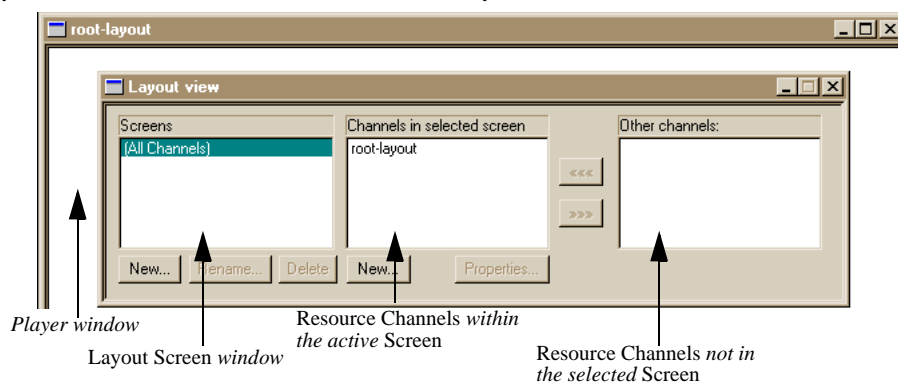 root-layout
Layout view
Screens
Channels in selected screen
Other channels:
(All Channels)
root-layout
<<<
>>>
New...
Rename...
Delete
New...
Properties...
Player window
Layout Screen window
Resource Channels within
the active Screen
Resource Channels not in
the selected Screen